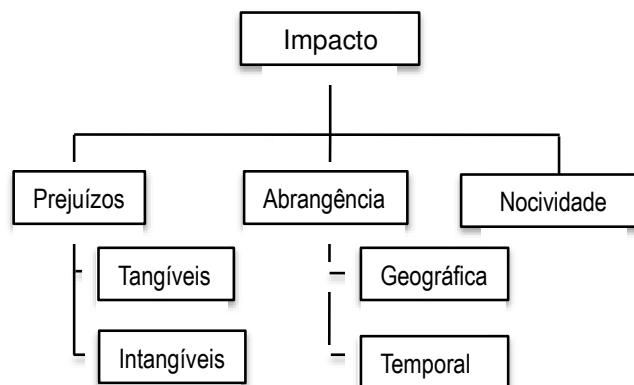 Impacto
Prejuízos
Abrangência
Nocividade
Tangíveis
Geográfica
Intangíveis
Temporal